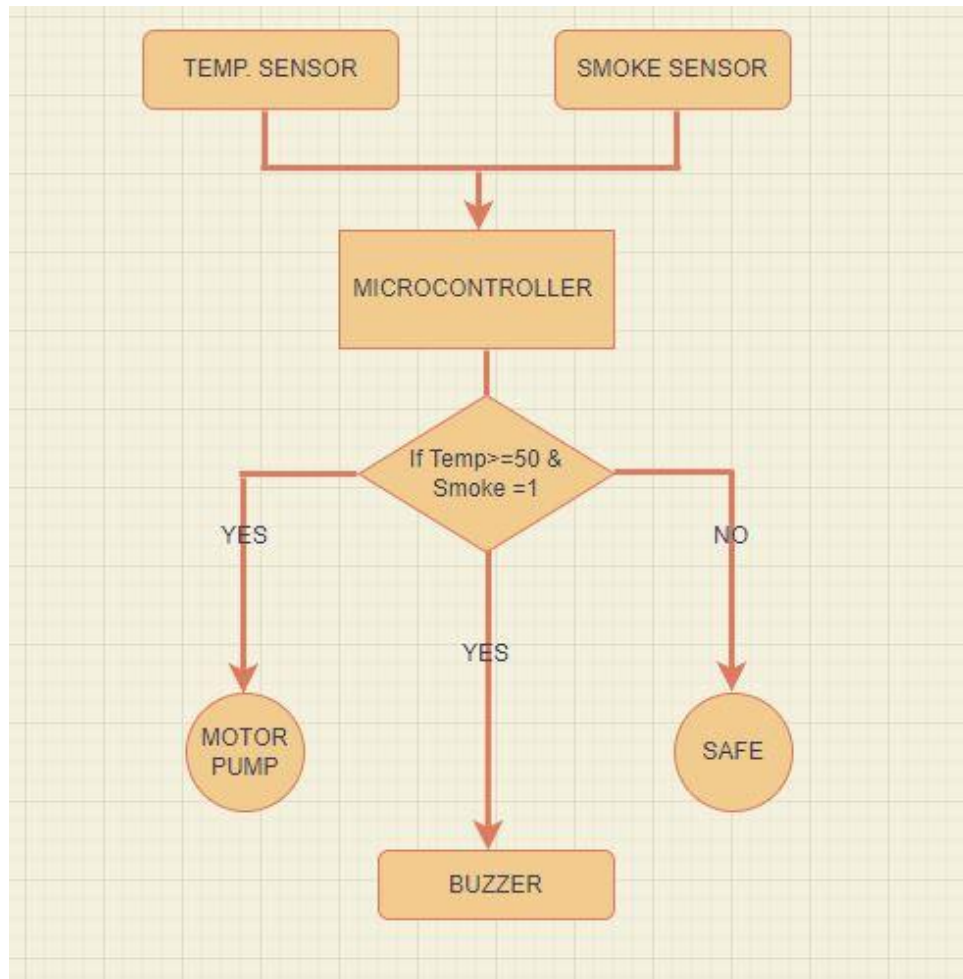 TEMP. SENSOR
SMOKE SENSOR
MICROCONTROLLER
If Temp>=50 &
Smoke =1
YES
NO
YES
MOTOR
PUMP
SAFE
BUZZER